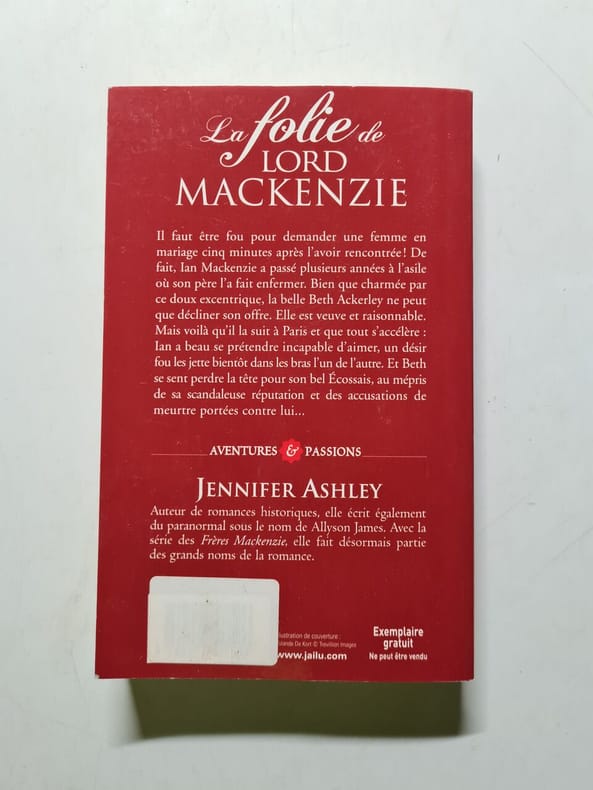 La folie de
LORD
MACKENZIE
Il faut être fou pour demander une femme en
mariage cinq minutes après l'avoir rencontrée! De
fait, Ian Mackenzie a passé plusieurs années à l'asile
où son père l'a fait enfermer. Bien que charmée par
ce doux excentrique, la belle Beth Ackerley ne peut
que décliner son offre. Elle est veuve et raisonnable.
Mais voilà qu'il la suit à Paris et que tout s'accélère :
Ian a beau se prétendre incapable d'aimer, un désir
fou les jette bientôt dans les bras l'un de l'autre. Et Beth
se sent perdre la tête pour son bel Écossais, au mépris
de sa scandaleuse réputation et des accusations de
meurtre portées contre lui...
AVENTURES & PASSIONS
JENNIFER ASHLEY
Auteur de romances historiques, elle écrit également
du paranormal sous le nom de Allyson James. Avec la
série des Frères Mackenzie, elle fait désormais partie
des grands noms de la romance.
llustration de couverture :
De Kort © Trevillion Images
www.jailu.com
Exemplaire
gratuit
Ne peut être vendu